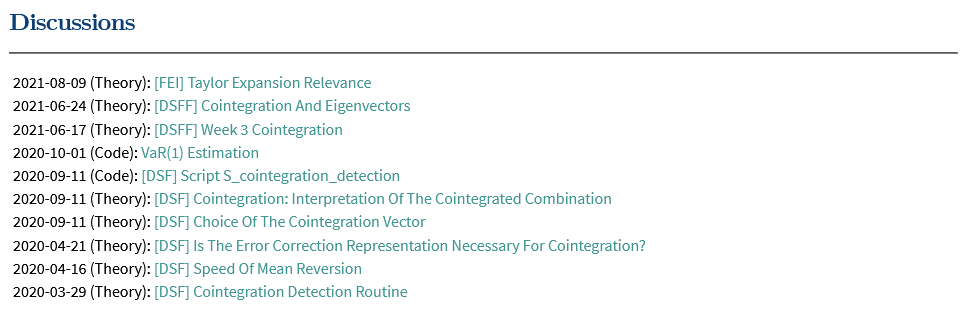 Discussions
2021-08-09 (Theory): [FEI] Taylor Expansion Relevance
2021-06-24 (Theory): [DSFF] Cointegration And Eigenvectors
2021-06-17 (Theory): [DSFF] Week 3 Cointegration
2020-10-01 (Code): VaR(1) Estimation
2020-09-11 (Code): [DSF] Script S_cointegration_detection
2020-09-11 (Theory): [DSF] Cointegration: Interpretation Of The Cointegrated Combination
2020-09-11 (Theory): [DSF] Choice Of The Cointegration Vector
2020-04-21 (Theory): [DSF] Is The Error Correction Representation Necessary For Cointegration?
2020-04-16 (Theory): [DSF] Speed Of Mean Reversion
2020-03-29 (Theory): [DSF] Cointegration Detection Routine